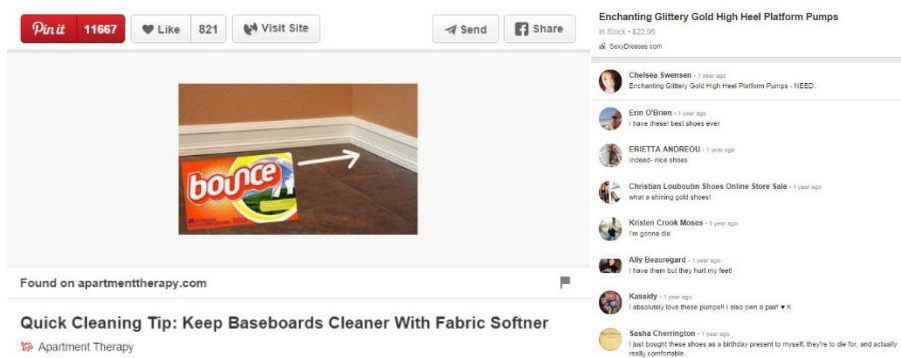 Pin it 11667 Like 821 Visit Site Send Share
bounce
Found on apartmenttherapy.com
Quick Cleaning Tip: Keep Baseboards Cleaner With Fabric Softner
Apartment Therapy
Enchanting Glittery Gold High Heel Platform Pumps
In Stock • $22.95
SexyDresses.com
Chelsea Swensen • 1 year ago
Enchanting Glittery Gold High Heel Platform Pumps - NEED.
Erin O'Brien • 1 year ago
I have these! best shoes ever
ERIETTA ANDREOU • 1 year ago
Indeed- nice shoes
Christian Louboutin Shoes Online Store Sale • 1 year ago
what a shining gold shoes!
Kristen Crook Moses • 1 year ago
I'm gonna die
Ally Beauregard • 1 year ago
I have them but they hurt my feet!
Kassidy • 1 year ago
I absolutely love these pumps!! I also own a pair! ♥ K
Sasha Cherrington • 1 year ago
I just bought these shoes as a birthday present to myself, they're to die for, and actually
really comfortable.